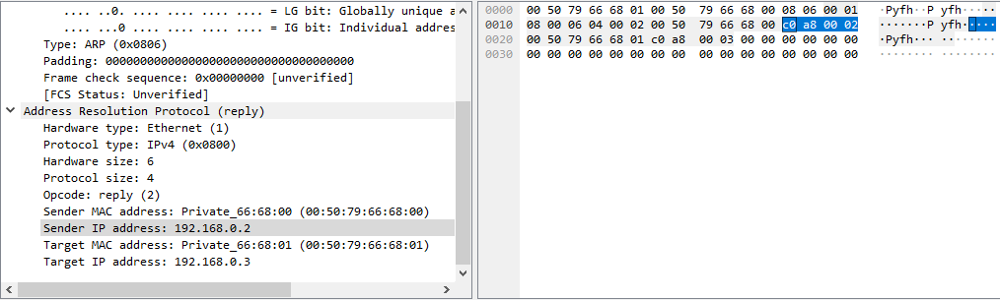 .... ..0. .... .... .... .... = LG bit: Globally unique a
.... ...0 .... .... .... .... = IG bit: Individual addres
Type: ARP (0x0806)
Padding: 000000000000000000000000000000000000
Frame check sequence: 0x00000000 [unverified]
[FCS Status: Unverified]
Address Resolution Protocol (reply)
Hardware type: Ethernet (1)
Protocol type: IPv4 (0x0800)
Hardware size: 6
Protocol size: 4
Opcode: reply (2)
Sender MAC address: Private_66:68:00 (00:50:79:66:68:00)
Sender IP address: 192.168.0.2
Target MAC address: Private_66:68:01 (00:50:79:66:68:01)
Target IP address: 192.168.0.3
0000 00 50 79 66 68 01 00 50 79 66 68 00 08 06 00 01 ·Pyfh··P yfh·····
0010 08 00 06 04 00 02 00 50 79 66 68 00 c0 a8 00 02 ·······P yfh·····
0020 00 50 79 66 68 01 c0 a8 00 03 00 00 00 00 00 00 ·Pyfh··· ········
0030 00 00 00 00 00 00 00 00 00 00 00 00 00 00 00 00 ········ ········